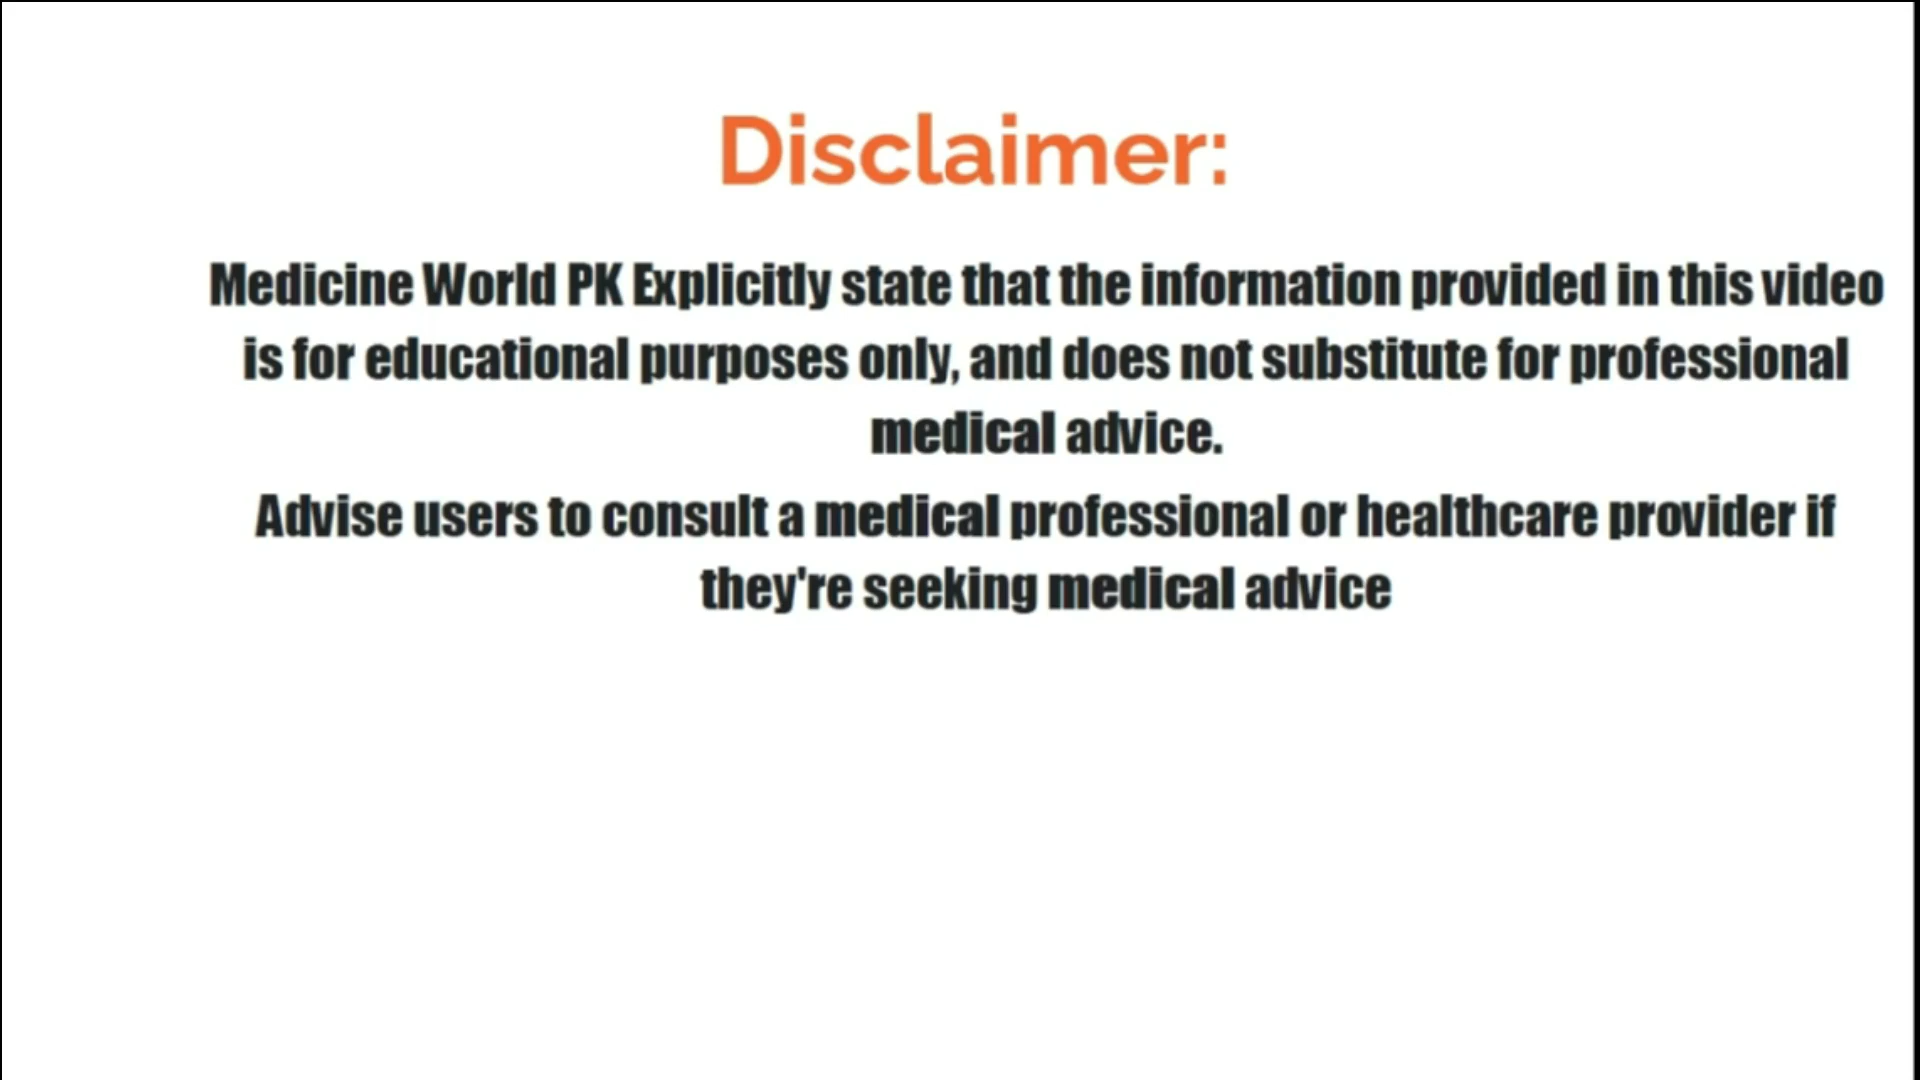 Disclaimer:
Medicine World PK Explicitly state that the information provided in this video
is for educational purposes only, and does not substitute for professional
medical advice.
Advise users to consult a medical professional or healthcare provider if
they're seeking medical advice